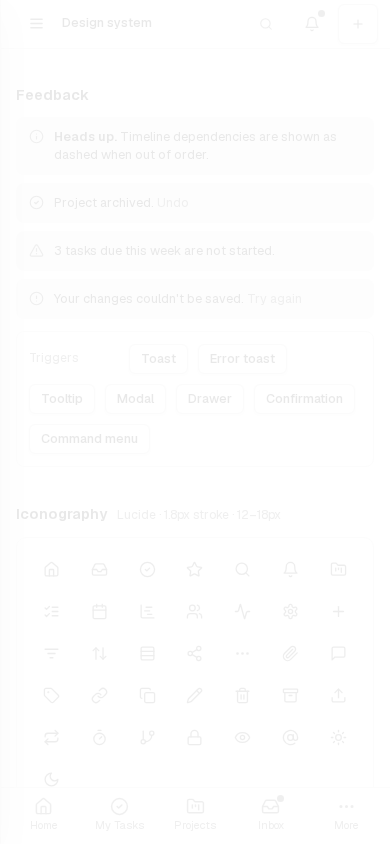 Design system
Feedback
Heads up. Timeline dependencies are shown as
dashed when out of order.
Project archived. Undo
3 tasks due this week are not started.
Your changes couldn't be saved. Try again
Triggers
Toast
Error toast
Tooltip
Modal
Drawer
Confirmation
Command menu
Iconography Lucide · 1.8px stroke · 12–18px
Home
My Tasks
Projects
Inbox
More